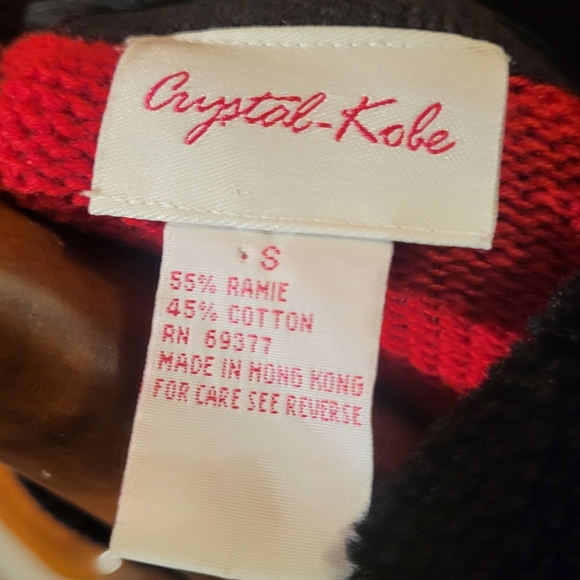 Crystal-Kobe
S
55% RAMIE
45% COTTON
RN 69377
MADE IN HONG KONG
FOR CARE SEE REVERSE